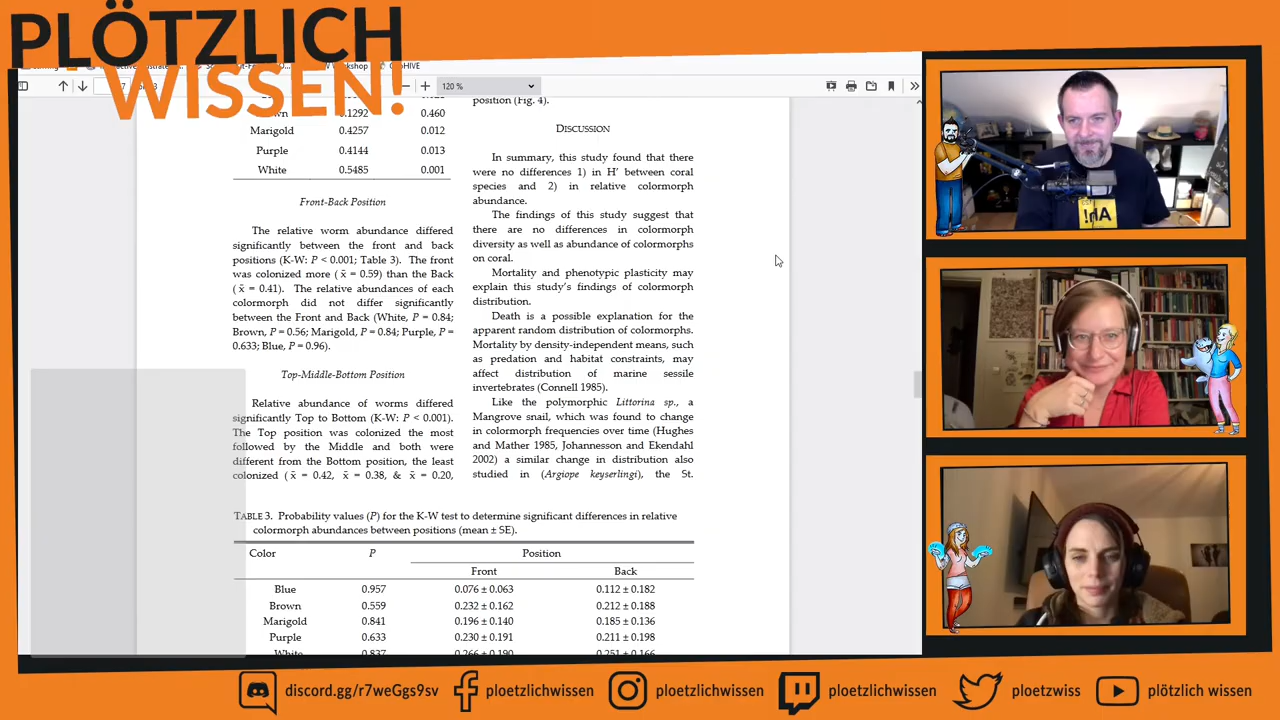 PLÖTZLICH
WISSEN!
120 %
0.1292 0.460
Marigold 0.4257 0.012
Purple 0.4144 0.013
White 0.5485 0.001
Front-Back Position
The relative worm abundance differed
significantly between the front and back
positions (K-W: P < 0.001; Table 3). The front
was colonized more ( x̄ = 0.59) than the Back
( x̄ = 0.41). The relative abundances of each
colormorph did not differ significantly
between the Front and Back (White, P = 0.84;
Brown, P = 0.56; Marigold, P = 0.84; Purple, P =
0.633; Blue, P = 0.96).
Top-Middle-Bottom Position
Relative abundance of worms differed
significantly Top to Bottom (K-W: P < 0.001).
The Top position was colonized the most
followed by the Middle and both were
different from the Bottom position, the least
colonized ( x̄ = 0.42, x̄ = 0.38, & x̄ = 0.20,
position (Fig. 4).
DISCUSSION
In summary, this study found that there
were no differences 1) in H' between coral
species and 2) in relative colormorph
abundance.
The findings of this study suggest that
there are no differences in colormorph
diversity as well as abundance of colormorphs
on coral.
Mortality and phenotypic plasticity may
explain this study's findings of colormorph
distribution.
Death is a possible explanation for the
apparent random distribution of colormorphs.
Mortality by density-independent means, such
as predation and habitat constraints, may
affect distribution of marine sessile
invertebrates (Connell 1985).
Like the polymorphic Littorina sp., a
Mangrove snail, which was found to change
in colormorph frequencies over time (Hughes
and Mather 1985, Johannesson and Ekendahl
2002) a similar change in distribution also
studied in (Argiope keyserlingi), the St.
TABLE 3. Probability values (P) for the K-W test to determine significant differences in relative
colormorph abundances between positions (mean ± SE).
Color P Position
Front Back
Blue 0.957 0.076 ± 0.063 0.112 ± 0.182
Brown 0.559 0.232 ± 0.162 0.212 ± 0.188
Marigold 0.841 0.196 ± 0.140 0.185 ± 0.136
Purple 0.633 0.230 ± 0.191 0.211 ± 0.198
White 0.837 0.266 ± 0.190 0.251 ± 0.166
discord.gg/r7weGgs9sv ploetzlichwissen ploetzlichwissen ploetzlichwissen ploetzwiss plötzlich wissen